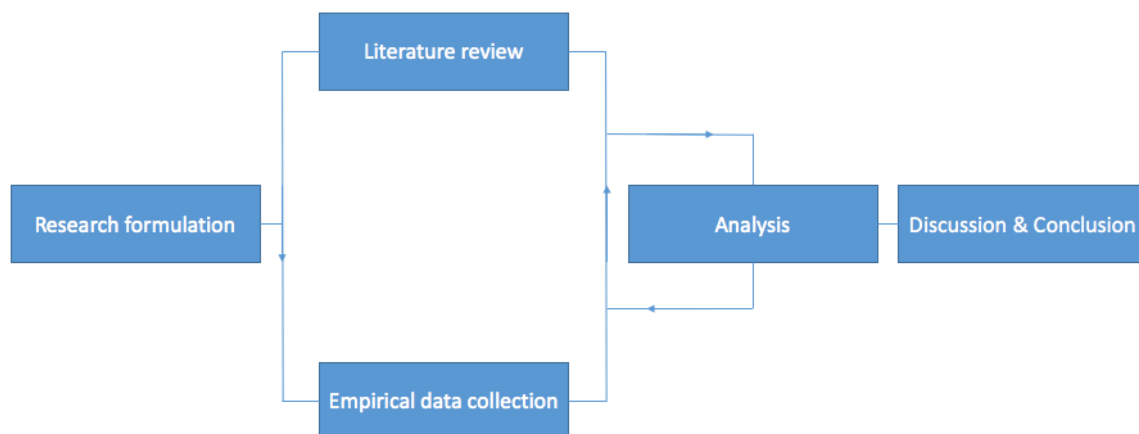 Literature review
Research formulation
Analysis
Discussion & Conclusion
Empirical data collection